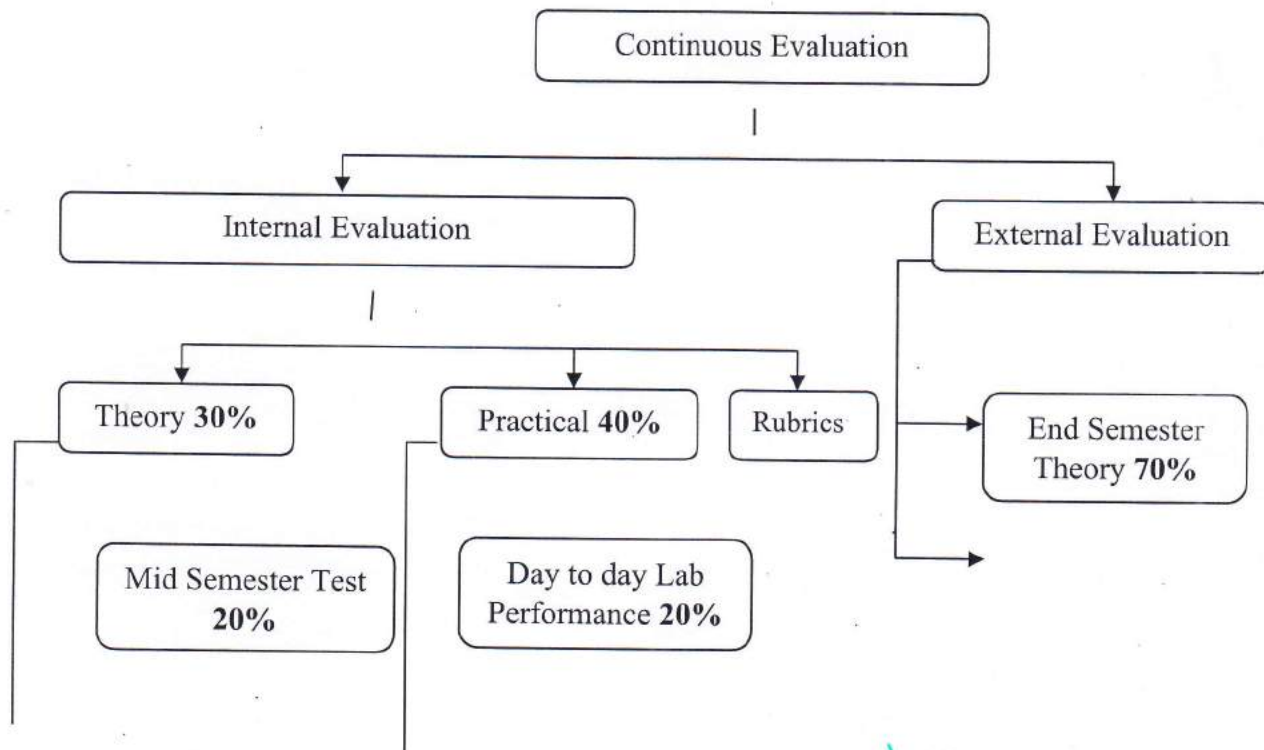 Continuous Evaluation
Internal Evaluation
External Evaluation
Theory 30%
Practical 40%
Rubrics
End Semester
Theory 70%
Mid Semester Test
20%
Day to day Lab
Performance 20%